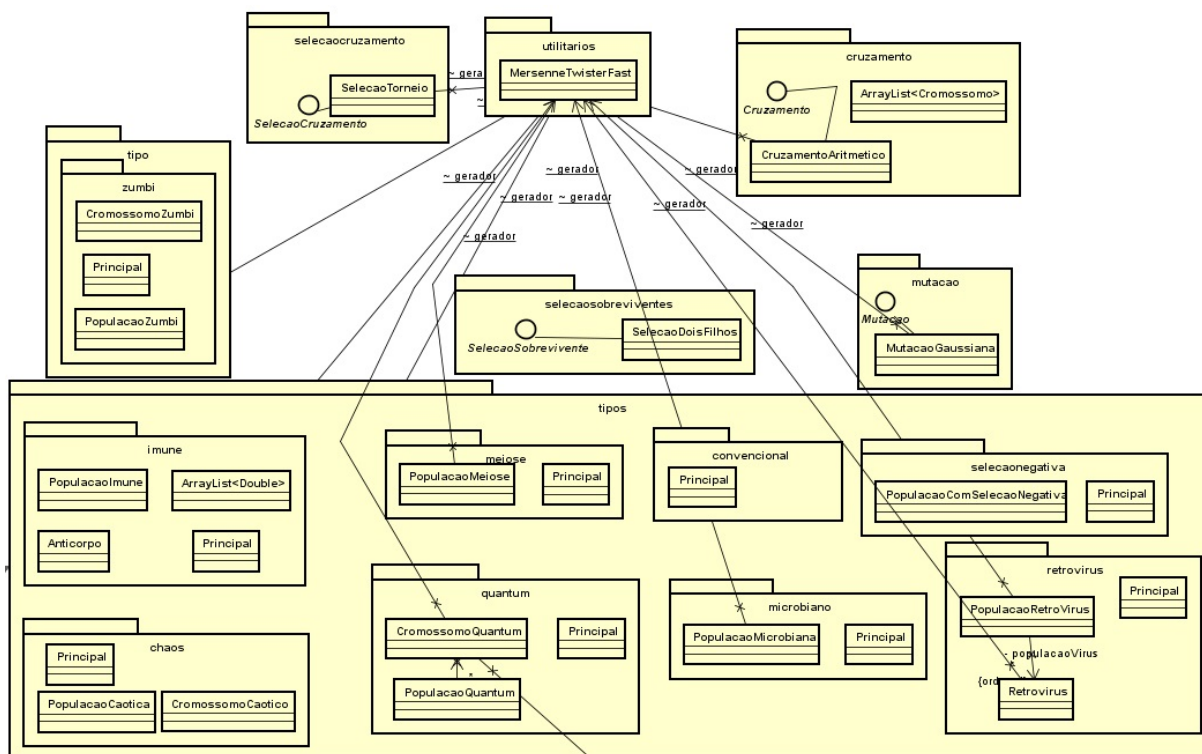 selecaocruzamento
SelecaoTorneio
SelecaoCruzamento
~ gerad
~
utilitarios
MersenneTwisterFast
cruzamento
Cruzamento
ArrayList<Cromossomo>
CruzamentoAritmetico
tipo
zumbi
CromossomoZumbi
Principal
PopulacaoZumbi
~ gerador
~ gerador
~ gerador
~ gerador
~ gerador
~ gerador
~ gerador
~ gerador
selecaosobreviventes
SelecaoSobrevivente
SelecaoDoisFilhos
mutacao
Mutacao
MutacaoGaussiana
tipos
imune
PopulacaoImune
ArrayList<Double>
Anticorpo
Principal
meiose
PopulacaoMeiose
Principal
convencional
Principal
selecaonegativa
PopulacaoComSelecaoNegativa
Principal
chaos
Principal
PopulacaoCaotica
CromossomoCaotico
quantum
CromossomoQuantum
Principal
*
PopulacaoQuantum
microbiano
PopulacaoMicrobiana
Principal
retrovirus
Principal
PopulacaoRetroVirus
- populacaoVirus
{ord
Retrovirus